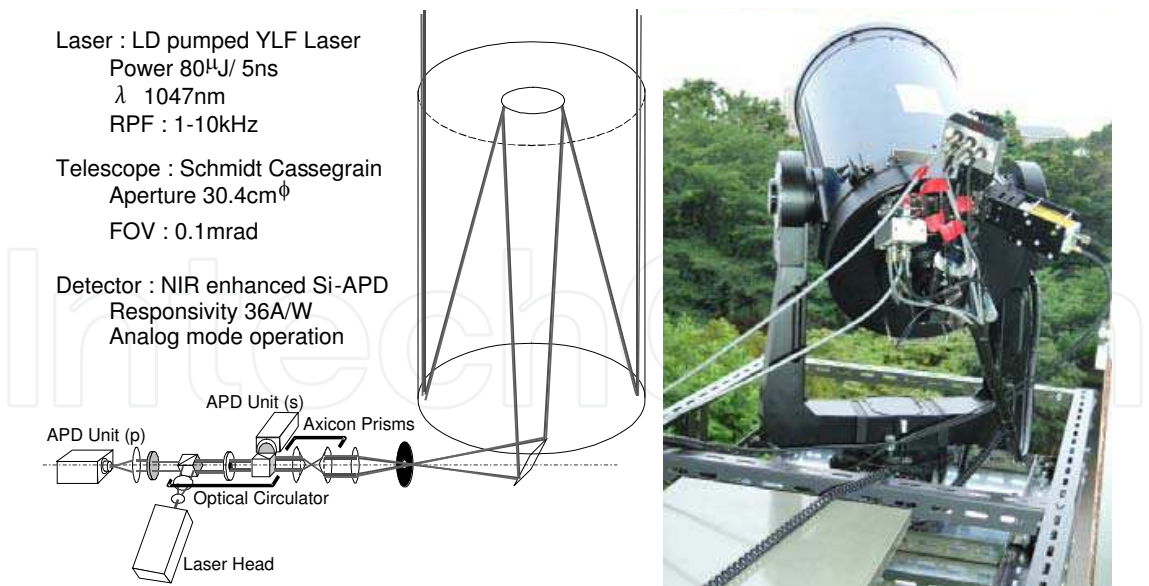 Laser : LD pumped YLF Laser
Power 80μJ/ 5ns
λ 1047nm
RPF : 1-10kHz
Telescope : Schmidt Cassegrain
Aperture 30.4cmϕ
FOV : 0.1mrad
Detector : NIR enhanced Si-APD
Responsivity 36A/W
Analog mode operation
APD Unit (s)
Axicon Prisms
APD Unit (p)
Optical Circulator
Laser Head